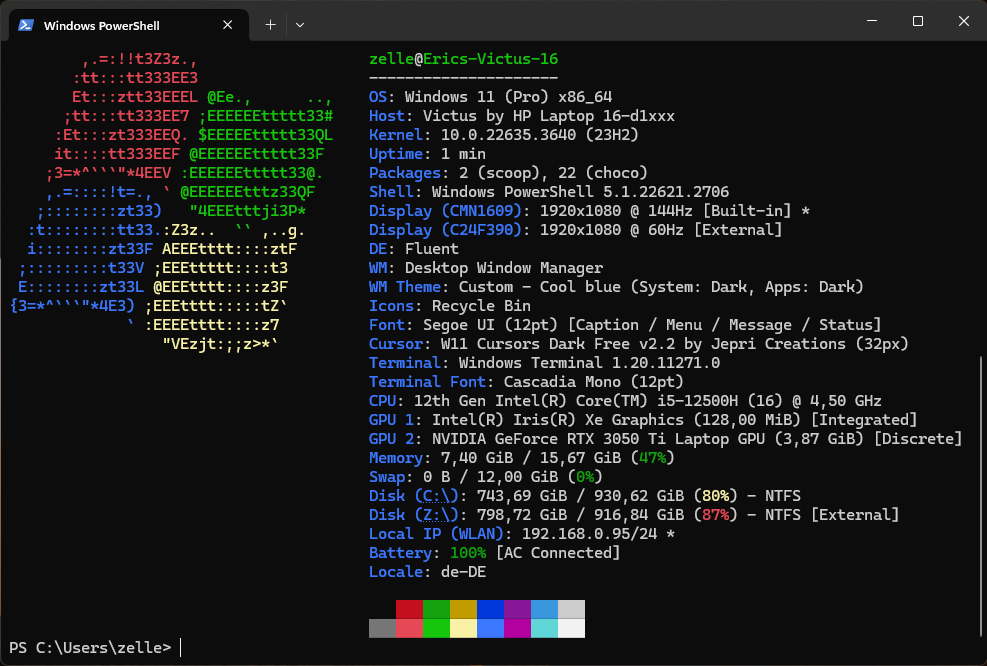 Windows PowerShell
        ,.=:!!t3Z3z.,
       :tt:::tt333EE3
       Et:::ztt33EEEL @Ee.,      ..,
      ;tt:::tt333EE7 ;EEEEEEttttt33#
     :Et:::zt333EEQ. $EEEEEttttt33QL
     it::::tt333EEF @EEEEEEttttt33F
    ;3=*^```"*4EEV :EEEEEEttttt33@.
    ,.=::::!t=., ` @EEEEEEtttz33QF
   ;::::::::zt33)   "4EEEtttji3P*
  :t::::::::tt33.:Z3z..  `` ,..g.
  i::::::::zt33F AEEEtttt::::ztF
 ;:::::::::t33V ;EEEttttt::::t3
 E::::::::zt33L @EEEtttt::::z3F
{3=*^```"*4E3) ;EEEtttt:::::tZ`
             ` :EEEEtttt::::z7
                 "VEzjt:;;z>*`
zelle@Erics-Victus-16
---------------------
OS: Windows 11 (Pro) x86_64
Host: Victus by HP Laptop 16-d1xxx
Kernel: 10.0.22635.3640 (23H2)
Uptime: 1 min
Packages: 2 (scoop), 22 (choco)
Shell: Windows PowerShell 5.1.22621.2706
Display (CMN1609): 1920x1080 @ 144Hz [Built-in] *
Display (C24F390): 1920x1080 @ 60Hz [External]
DE: Fluent
WM: Desktop Window Manager
WM Theme: Custom - Cool blue (System: Dark, Apps: Dark)
Icons: Recycle Bin
Font: Segoe UI (12pt) [Caption / Menu / Message / Status]
Cursor: W11 Cursors Dark Free v2.2 by Jepri Creations (32px)
Terminal: Windows Terminal 1.20.11271.0
Terminal Font: Cascadia Mono (12pt)
CPU: 12th Gen Intel(R) Core(TM) i5-12500H (16) @ 4,50 GHz
GPU 1: Intel(R) Iris(R) Xe Graphics (128,00 MiB) [Integrated]
GPU 2: NVIDIA GeForce RTX 3050 Ti Laptop GPU (3,87 GiB) [Discrete]
Memory: 7,40 GiB / 15,67 GiB (47%)
Swap: 0 B / 12,00 GiB (0%)
Disk (C:\): 743,69 GiB / 930,62 GiB (80%) - NTFS
Disk (Z:\): 798,72 GiB / 916,84 GiB (87%) - NTFS [External]
Local IP (WLAN): 192.168.0.95/24 *
Battery: 100% [AC Connected]
Locale: de-DE
PS C:\Users\zelle>